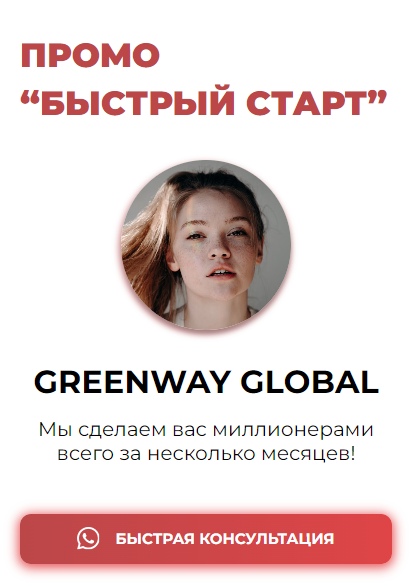 ПРОМО
“БЫСТРЫЙ СТАРТ”
GREENWAY GLOBAL
Мы сделаем вас миллионерами
всего за несколько месяцев!
БЫСТРАЯ КОНСУЛЬТАЦИЯ